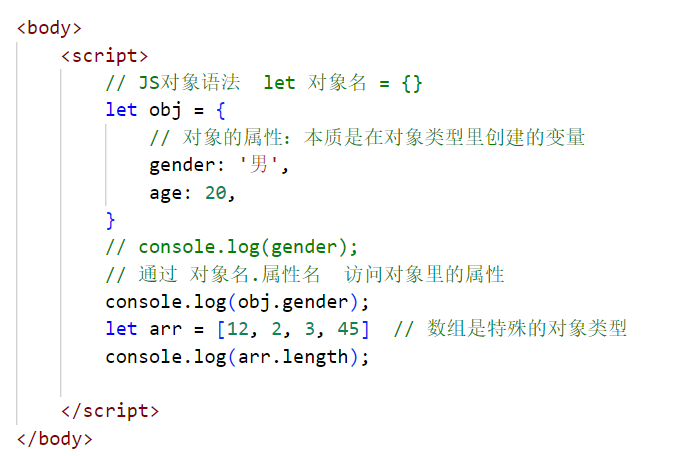 <body>
<script>
// JS对象语法  let 对象名 = {}
let obj = {
// 对象的属性：本质是在对象类型里创建的变量
gender: '男',
age: 20,
}
// console.log(gender);
// 通过 对象名.属性名  访问对象里的属性
console.log(obj.gender);
let arr = [12, 2, 3, 45]  // 数组是特殊的对象类型
console.log(arr.length);
</script>
</body>